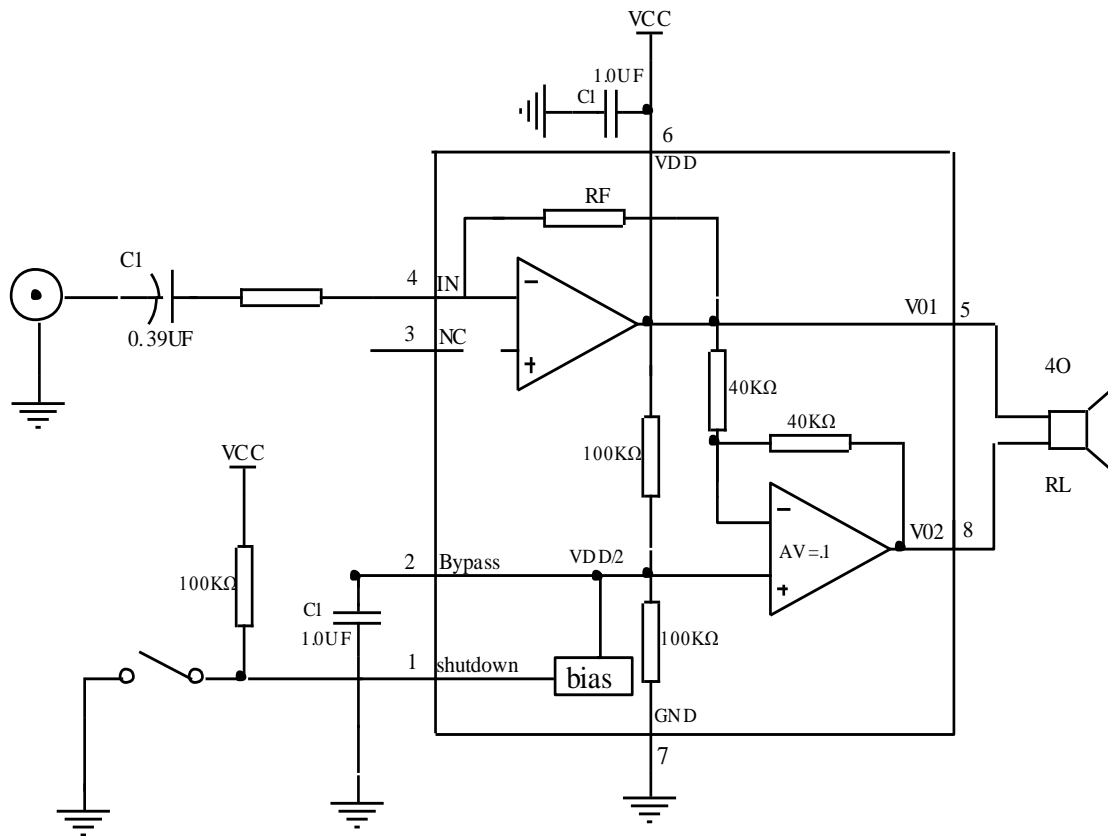 VCC
1.0UF
C1
6
VDD
RF
C1
4
IN
0.39UF
3
NC
V01
5
40KΩ
40KΩ
4O
100KΩ
RL
VCC
V02
8
AV=.1
100KΩ
2
Bypass
VDD/2
C1
1.0UF
100KΩ
1
shutdown
bias
GND
7